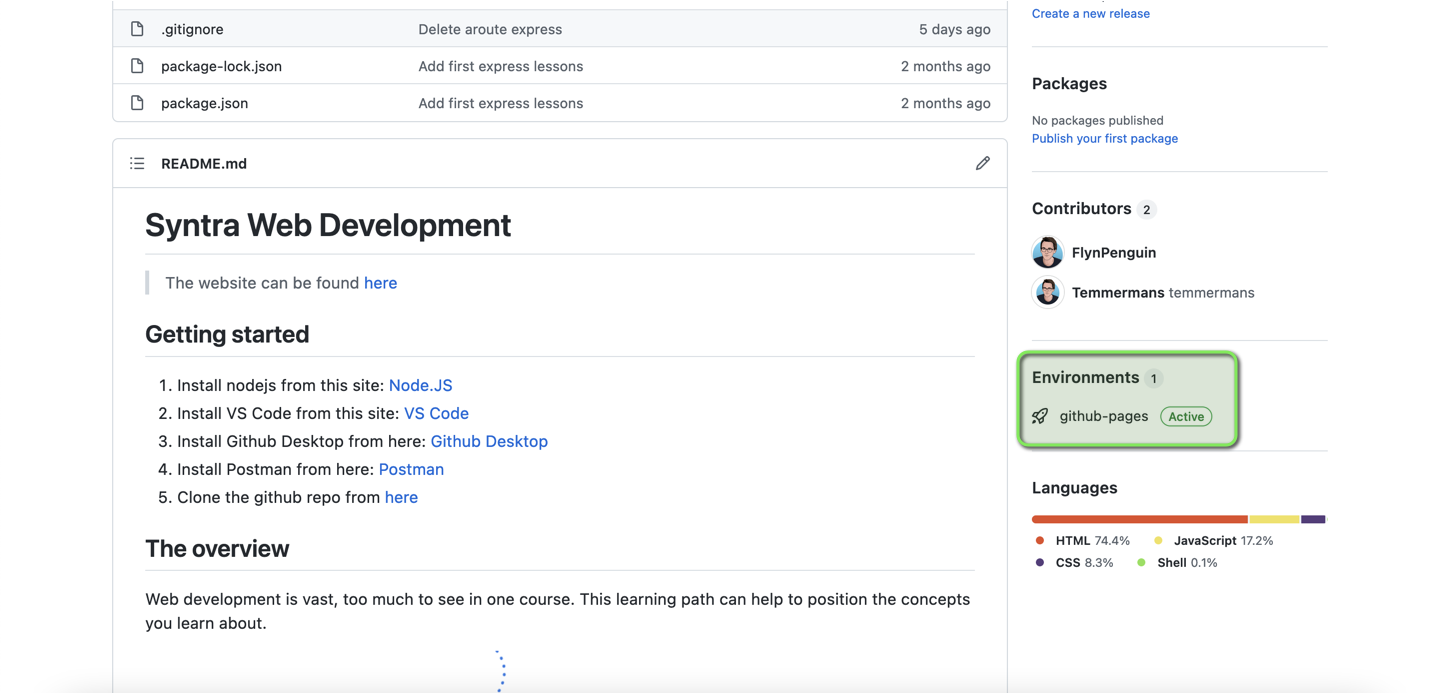 .gitignore Delete aroute express 5 days ago
package-lock.json Add first express lessons 2 months ago
package.json Add first express lessons 2 months ago
README.md
Syntra Web Development
The website can be found here
Getting started
1. Install nodejs from this site: Node.JS
2. Install VS Code from this site: VS Code
3. Install Github Desktop from here: Github Desktop
4. Install Postman from here: Postman
5. Clone the github repo from here
The overview
Web development is vast, too much to see in one course. This learning path can help to position the concepts
you learn about.
Create a new release
Packages
No packages published
Publish your first package
Contributors 2
FlynPenguin
Temmermans temmermans
Environments 1
github-pages Active
Languages
HTML 74.4% JavaScript 17.2%
CSS 8.3% Shell 0.1%